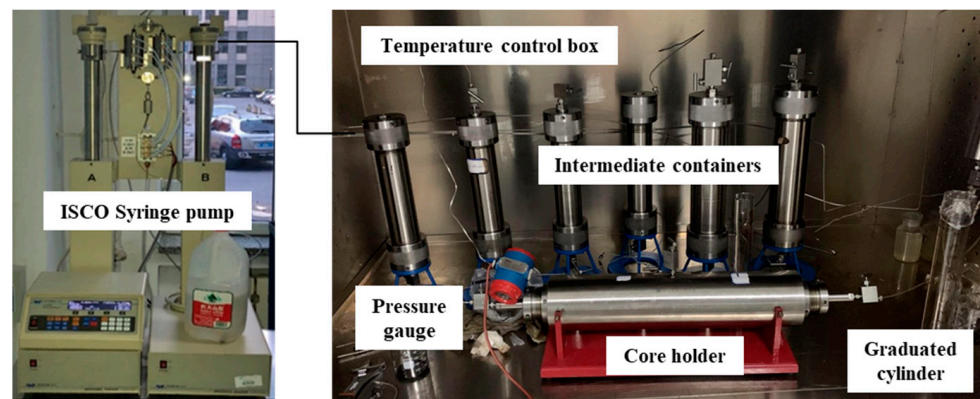 Temperature control box
A
B
ISCO Syringe pump
Intermediate containers
Pressure
gauge
Core holder
Graduated
cylinder